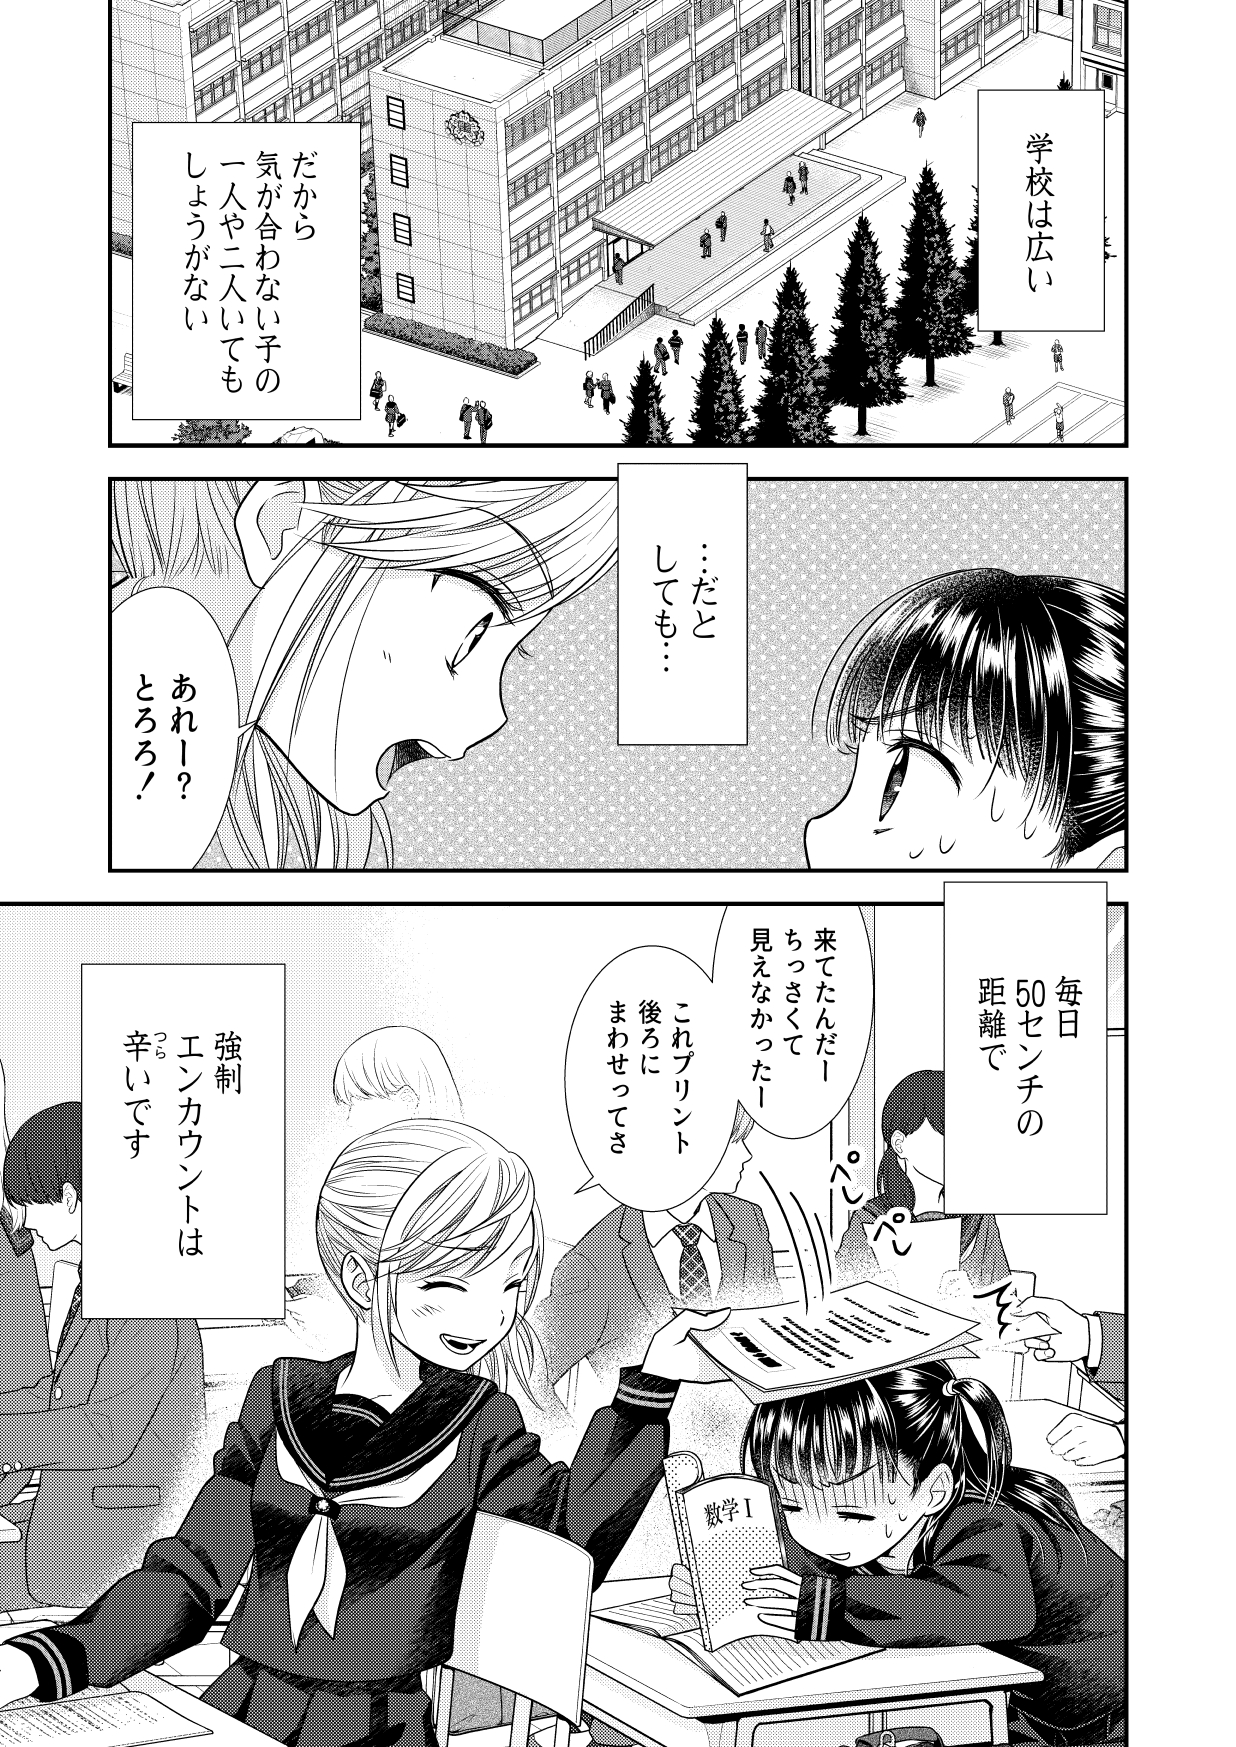 学校は広い
だから
気が合わない子の
一人や二人いても
しょうがない
…だと
しても…
あれー？
とろろ！
毎日
50センチの
距離で
来てたんだー
ちっさくて
見えなかったー
これプリント
後ろに
まわせってさ
ペし
ペし
強制
エンカウントは
辛いです
つら
数学I